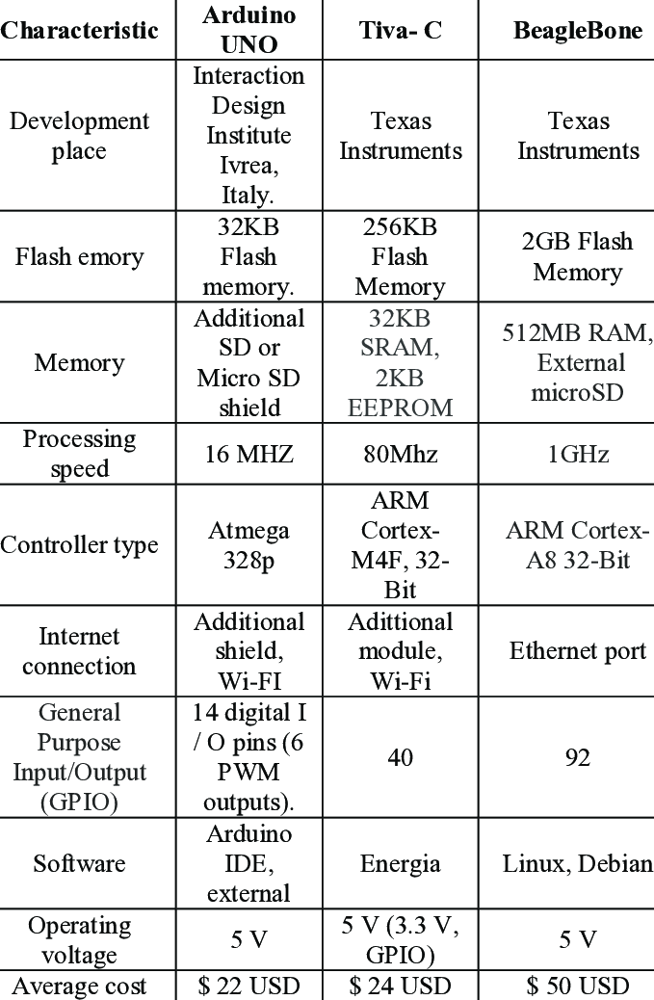 Characteristic
Arduino
UNO
Tiva- C
BeagleBone
Development
place
Interaction
Design
Institute
Ivrea,
Italy.
Texas
Instruments
Texas
Instruments
Flash emory
32KB
Flash
memory.
256KB
Flash
Memory
2GB Flash
Memory
Memory
Additional
SD or
Micro SD
shield
32KB
SRAM,
2KB
EEPROM
512MB RAM,
External
microSD
Processing
speed
16 MHZ
80Mhz
1GHz
Controller type
Atmega
328p
ARM
Cortex-
M4F, 32-
Bit
ARM Cortex-
A8 32-Bit
Internet
connection
Additional
shield,
Wi-FI
Adittional
module,
Wi-Fi
Ethernet port
General
Purpose
Input/Output
(GPIO)
14 digital I
/ O pins (6
PWM
outputs).
40
92
Software
Arduino
IDE,
external
Energia
Linux, Debian
Operating
voltage
5 V
5 V (3.3 V,
GPIO)
5 V
Average cost
$ 22 USD
$ 24 USD
$ 50 USD